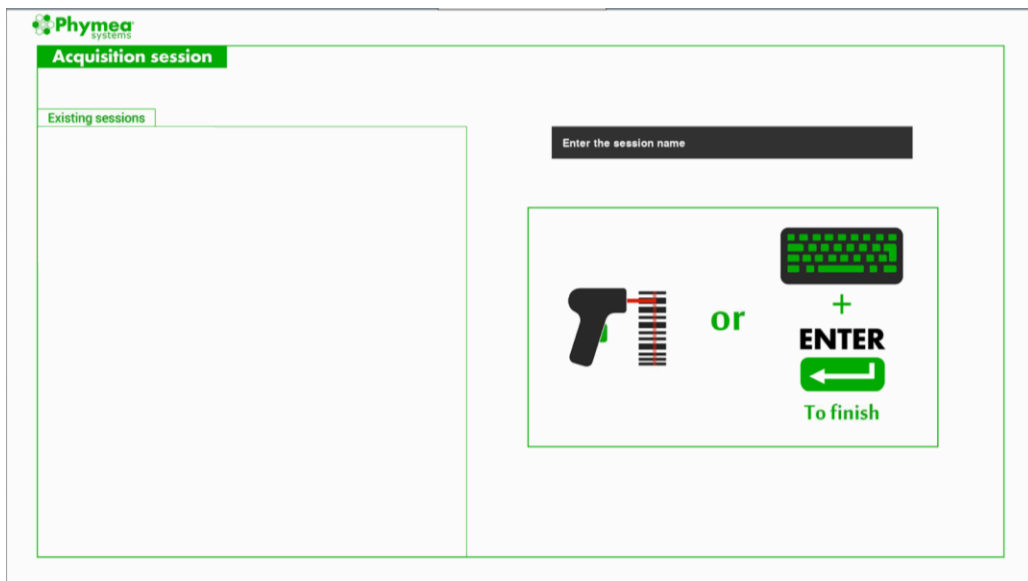 Phymea
systems
Acquisition session
Existing sessions
Enter the session name
or
+
ENTER
To finish